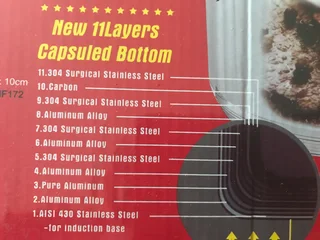 New 11Layers
Capsuled Bottom
11.304 Surgical Stainless Steel
10.Carbon
9.304 Surgical Stainless Steel
8.Aluminum Alloy
7.304 Surgical Stainless Steel
6.Aluminum Alloy
5.304 Surgical Stainless Steel
4.Aluminum Alloy
3.Pure Aluminum
2.Aluminum Alloy
1.AISI 430 Stainless Steel
-for induction base
10cm
F172